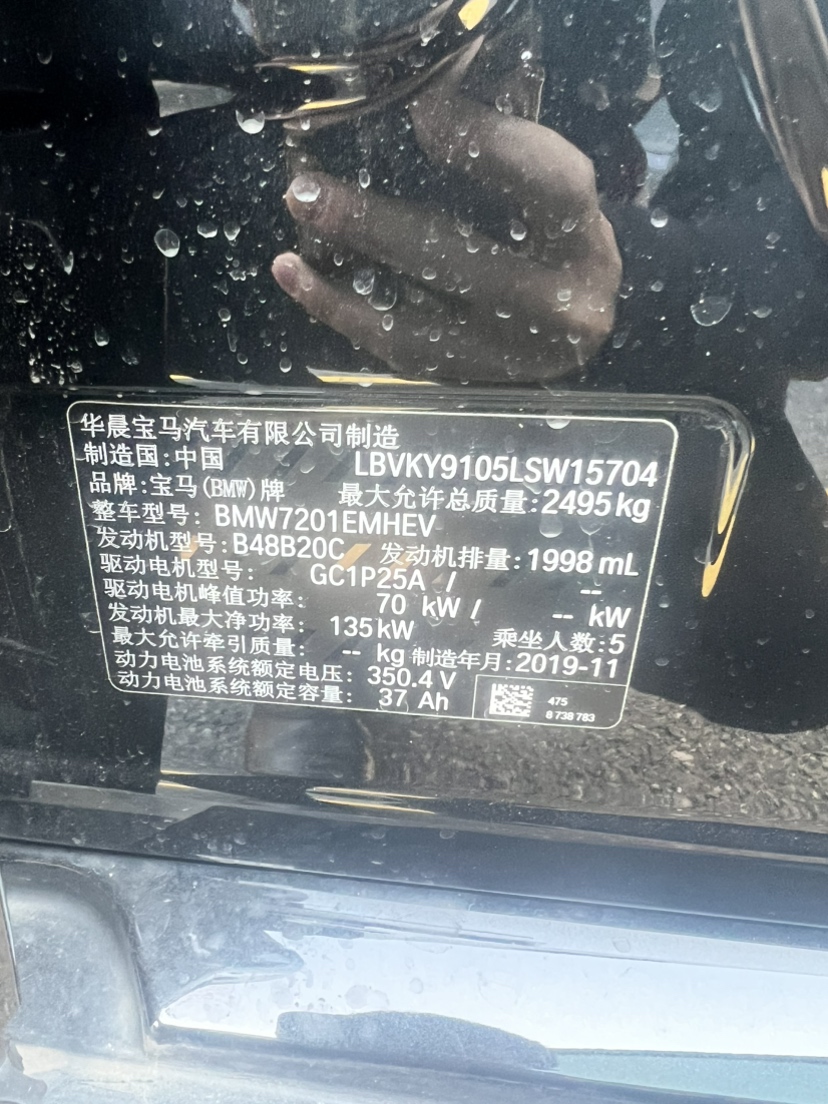 华晨宝马汽车有限公司制造
制造国:中国 LBVKY9105LSW15704
品牌:宝马(BMW)牌 最大允许总质量:2495kg
整车型号: BMW7201EMHEV
发动机型号:B48B20C 发动机排量:1998 mL
驱动电机型号: GC1P25A / --
驱动电机峰值功率: 70 kW / -- kW
发动机最大净功率: 135kW 乘坐人数:5
最大允许牵引质量: -- kg 制造年月:2019-11
动力电池系统额定电压: 350.4 V
动力电池系统额定容量: 37 Ah
475
8 738 783